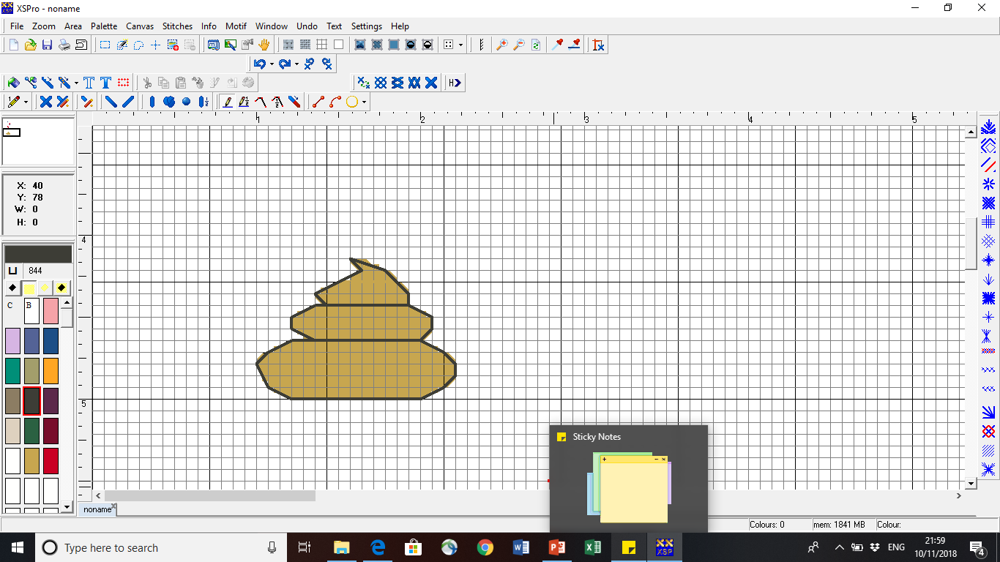 XSPro - noname
File Zoom Area Palette Canvas Stitches Info Motif Window Undo Text Settings Help
H
1 2 3 4 5
X: 40
Y: 78
W: 0
H: 0
4
844
C B
5
Sticky Notes
noname
Colours: 0 mem: 1841 MB Colour:
Type here to search
ENG
21:59
10/11/2018
4